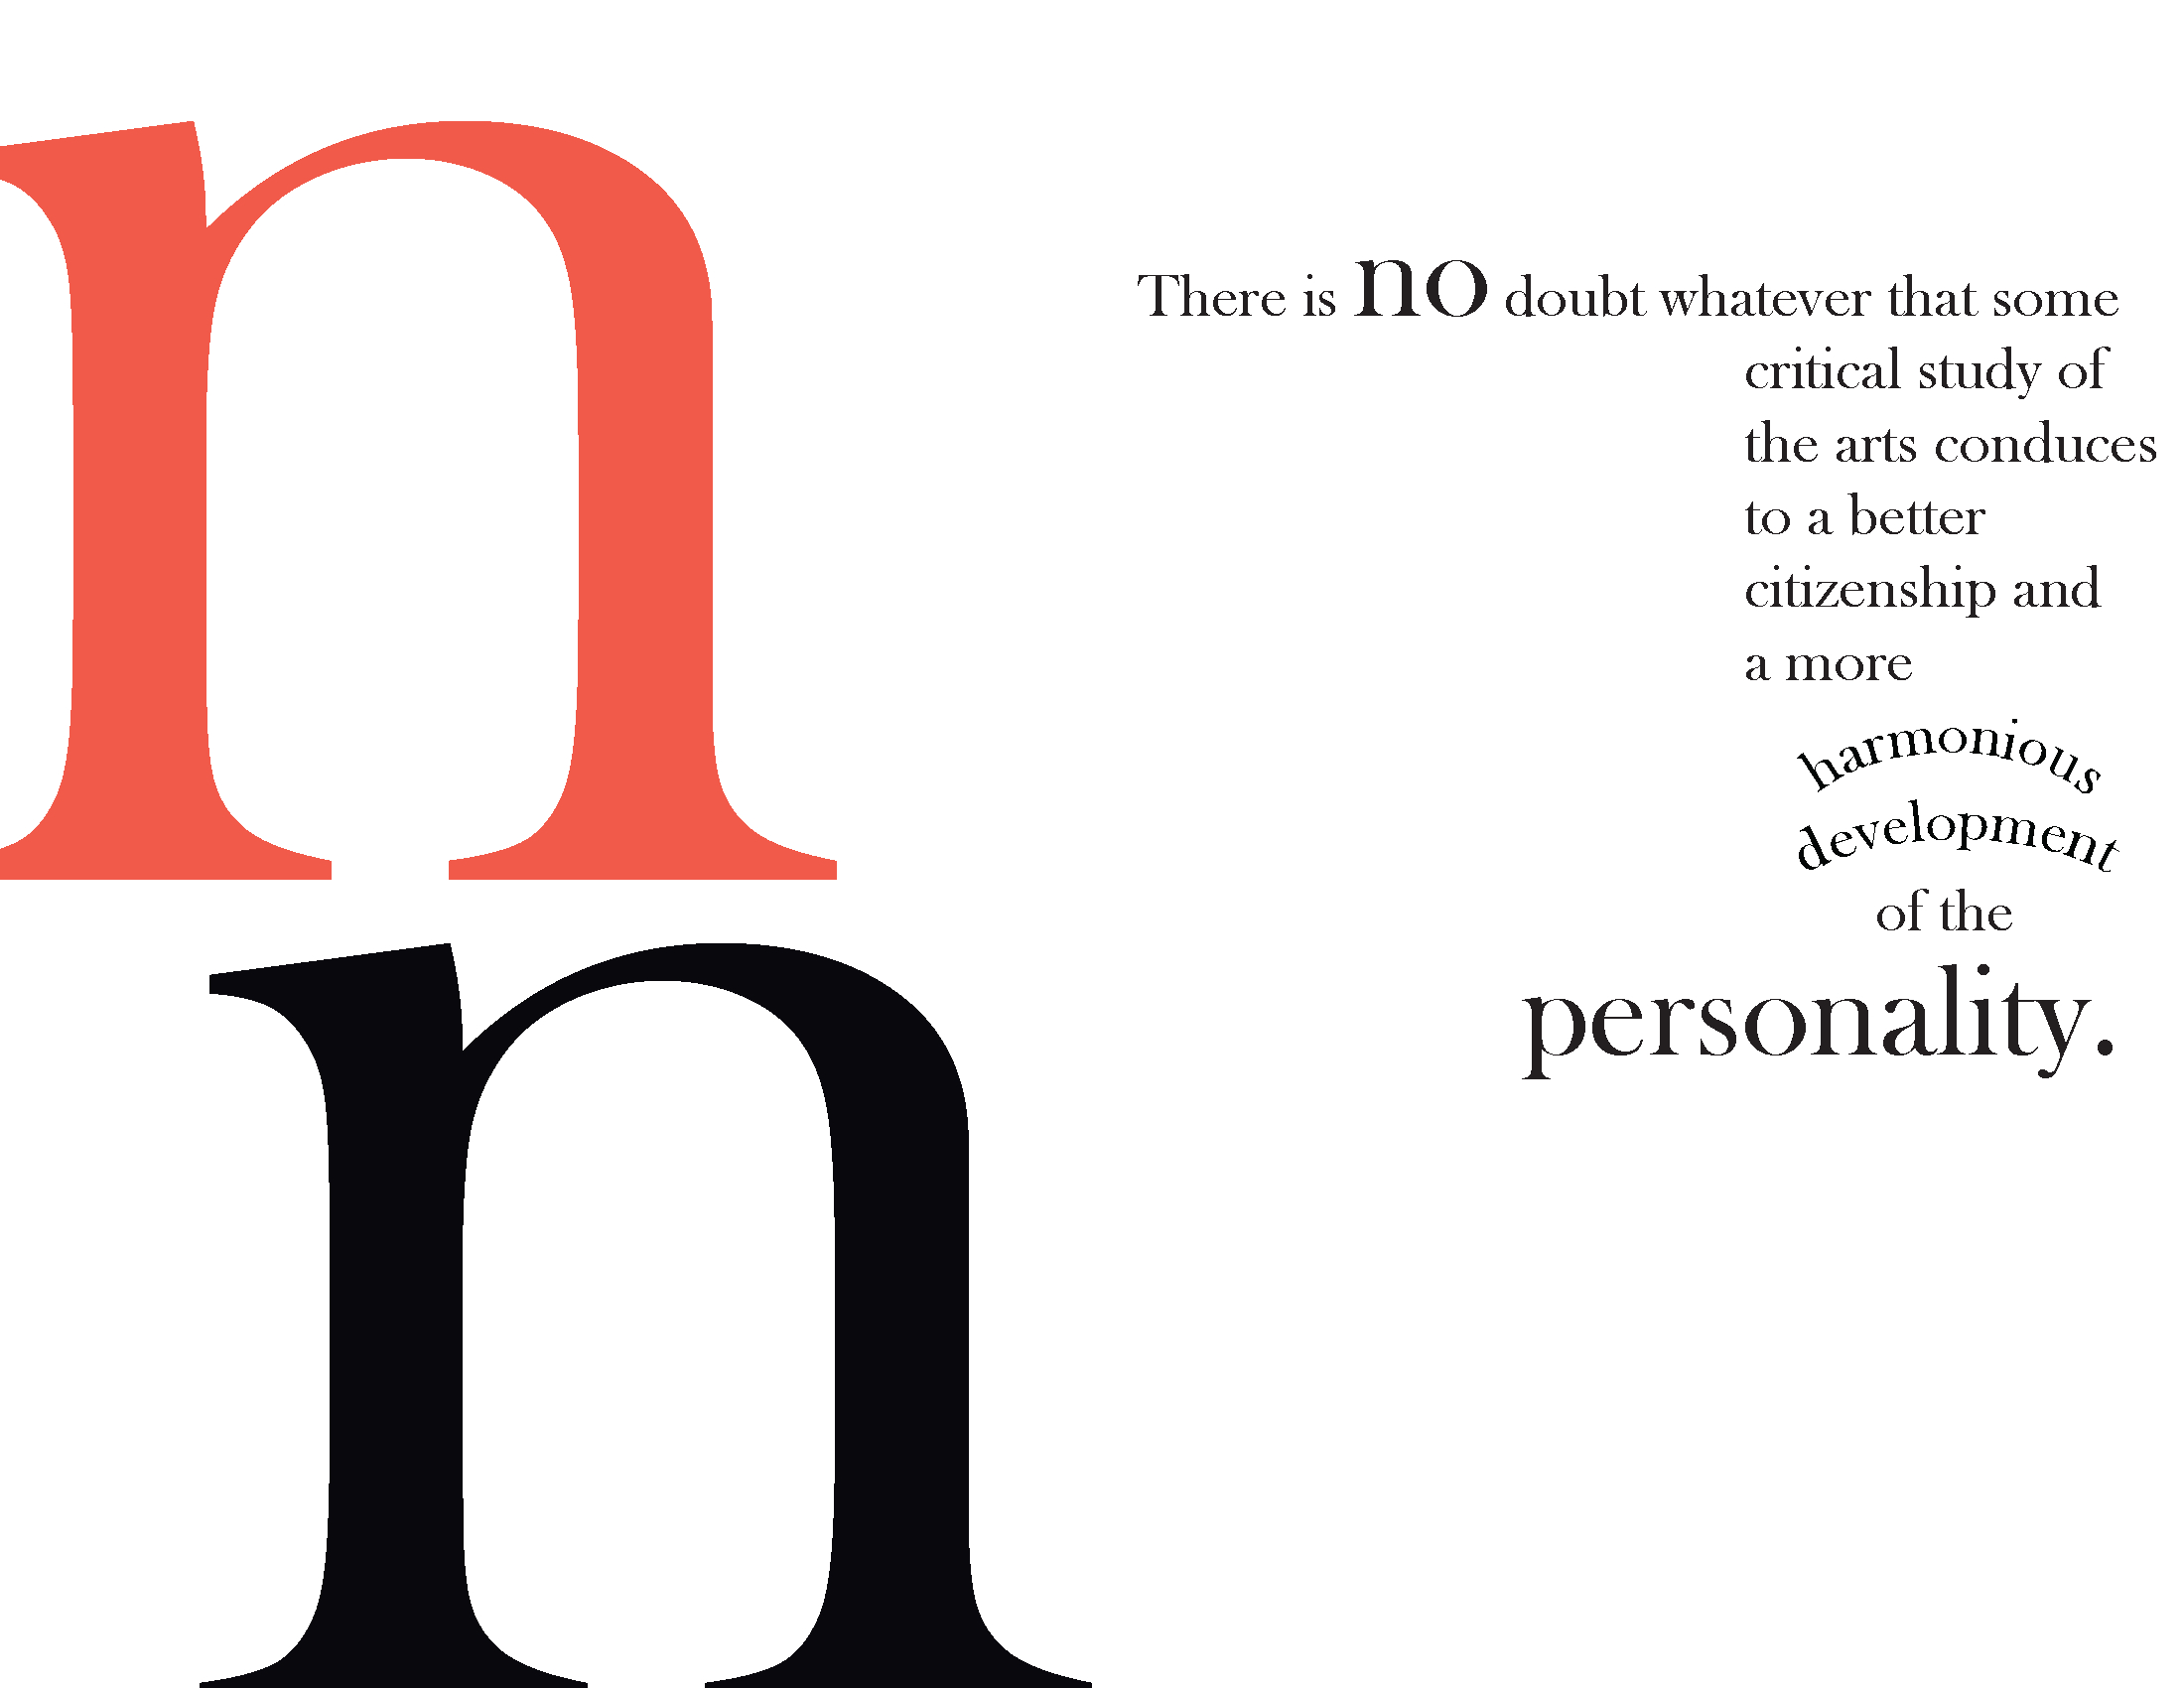 n
n
There is no doubt whatever that some
critical study of
the arts conduces
to a better
citizenship and
a more
harmonious
development
of the
personality.